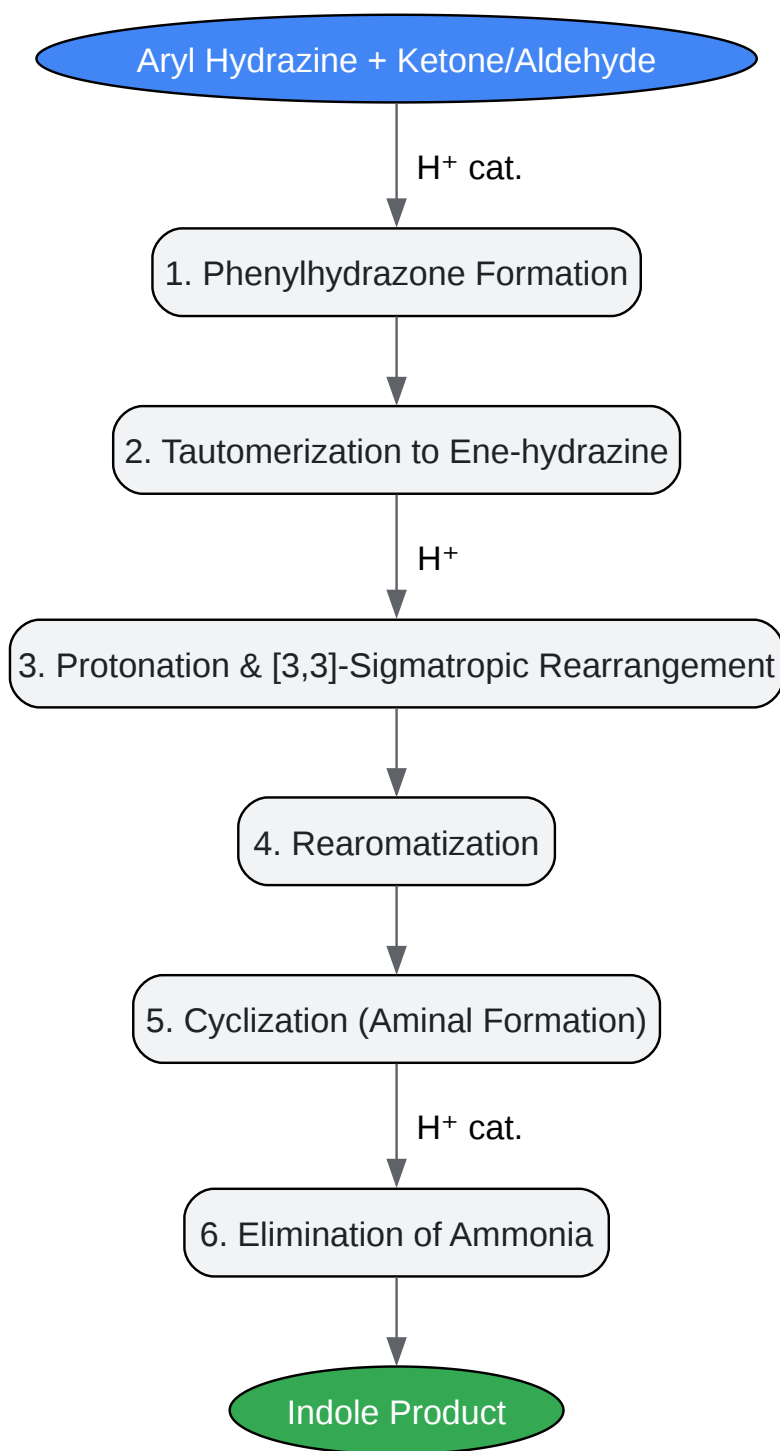 Aryl Hydrazine + Ketone/Aldehyde
H⁺ cat.
1. Phenylhydrazone Formation
2. Tautomerization to Ene-hydrazine
H⁺
3. Protonation & [3,3]-Sigmatropic Rearrangement
4. Rearomatization
5. Cyclization (Aminal Formation)
H⁺ cat.
6. Elimination of Ammonia
Indole Product